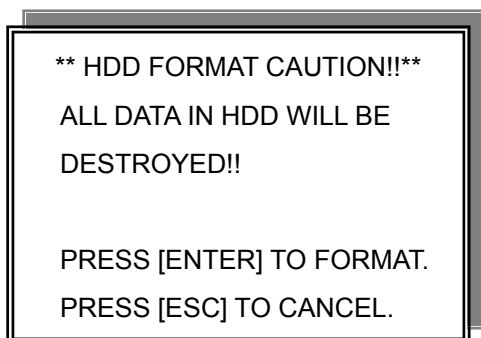 ** HDD FORMAT CAUTION!!**
ALL DATA IN HDD WILL BE
DESTROYED!!
PRESS [ENTER] TO FORMAT.
PRESS [ESC] TO CANCEL.